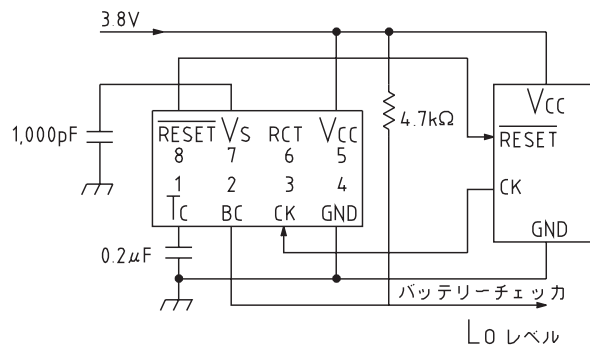 3.8V
1,000pF
RESET VS RCT VCC
8 7 6 5
1 2 3 4
TC BC CK GND
4.7kΩ
VCC
RESET
CK
GND
0.2μF
バッテリーチェッカ
Lo レベル